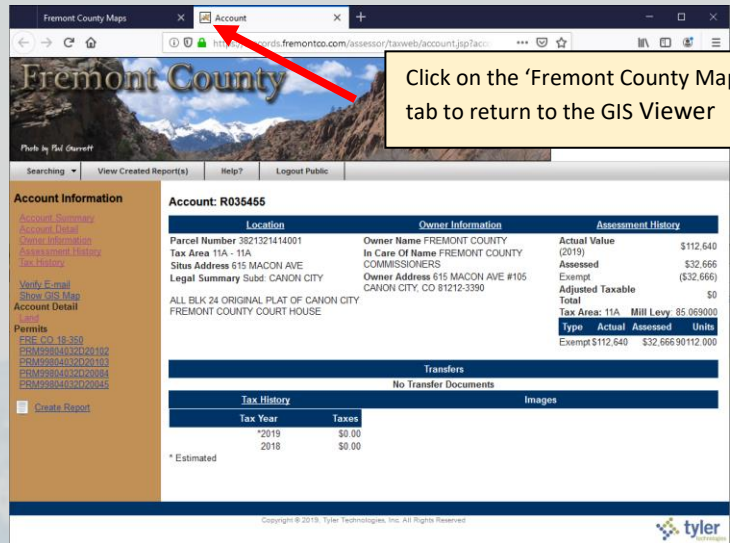 Fremont County Maps
Account
records.fremontco.com/assessor/taxweb/account.jsp?acc
Click on the ‘Fremont County Map
tab to return to the GIS Viewer
Fremont County
Photo by Phil Garrett
Searching
View Created Report(s)
Help?
Logout Public
Account Information
Account Summary
Account Detail
Owner Information
Assessment History
Tax History
Verify E-mail
Show GIS Map
Account Detail
Land
Permits
FRE CO 18-350
PRM99804032D20102
PRM99804032D20103
PRM99804032D20084
PRM99804032D20045
Create Report
Account: R035455
Location
Parcel Number 3821321414001
Tax Area 11A - 11A
Situs Address 615 MACON AVE
Legal Summary Subd: CANON CITY
ALL BLK 24 ORIGINAL PLAT OF CANON CITY
FREMONT COUNTY COURT HOUSE
Owner Information
Owner Name FREMONT COUNTY
In Care Of Name FREMONT COUNTY
COMMISSIONERS
Owner Address 615 MACON AVE #105
CANON CITY, CO 81212-3390
Assessment History
Actual Value
(2019) $112,640
Assessed $32,666
Exempt ($32,666)
Adjusted Taxable
Total $0
Tax Area: 11A Mill Levy: 85.069000
Type Actual Assessed Units
Exempt $112,640 $32,666 90112.000
Transfers
No Transfer Documents
Tax History
Images
Tax Year Taxes
*2019 $0.00
2018 $0.00
* Estimated
Copyright © 2019. Tyler Technologies, Inc. All Rights Reserved
tyler
technologies